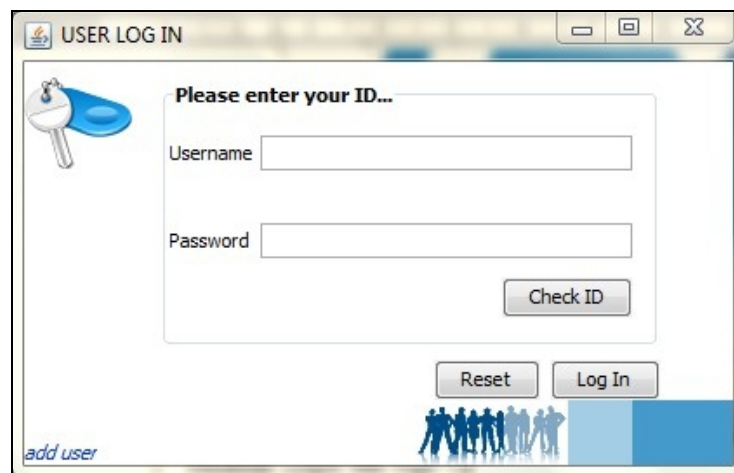 USER LOG IN
Please enter your ID...
Username
Password
Check ID
Reset Log In
add user